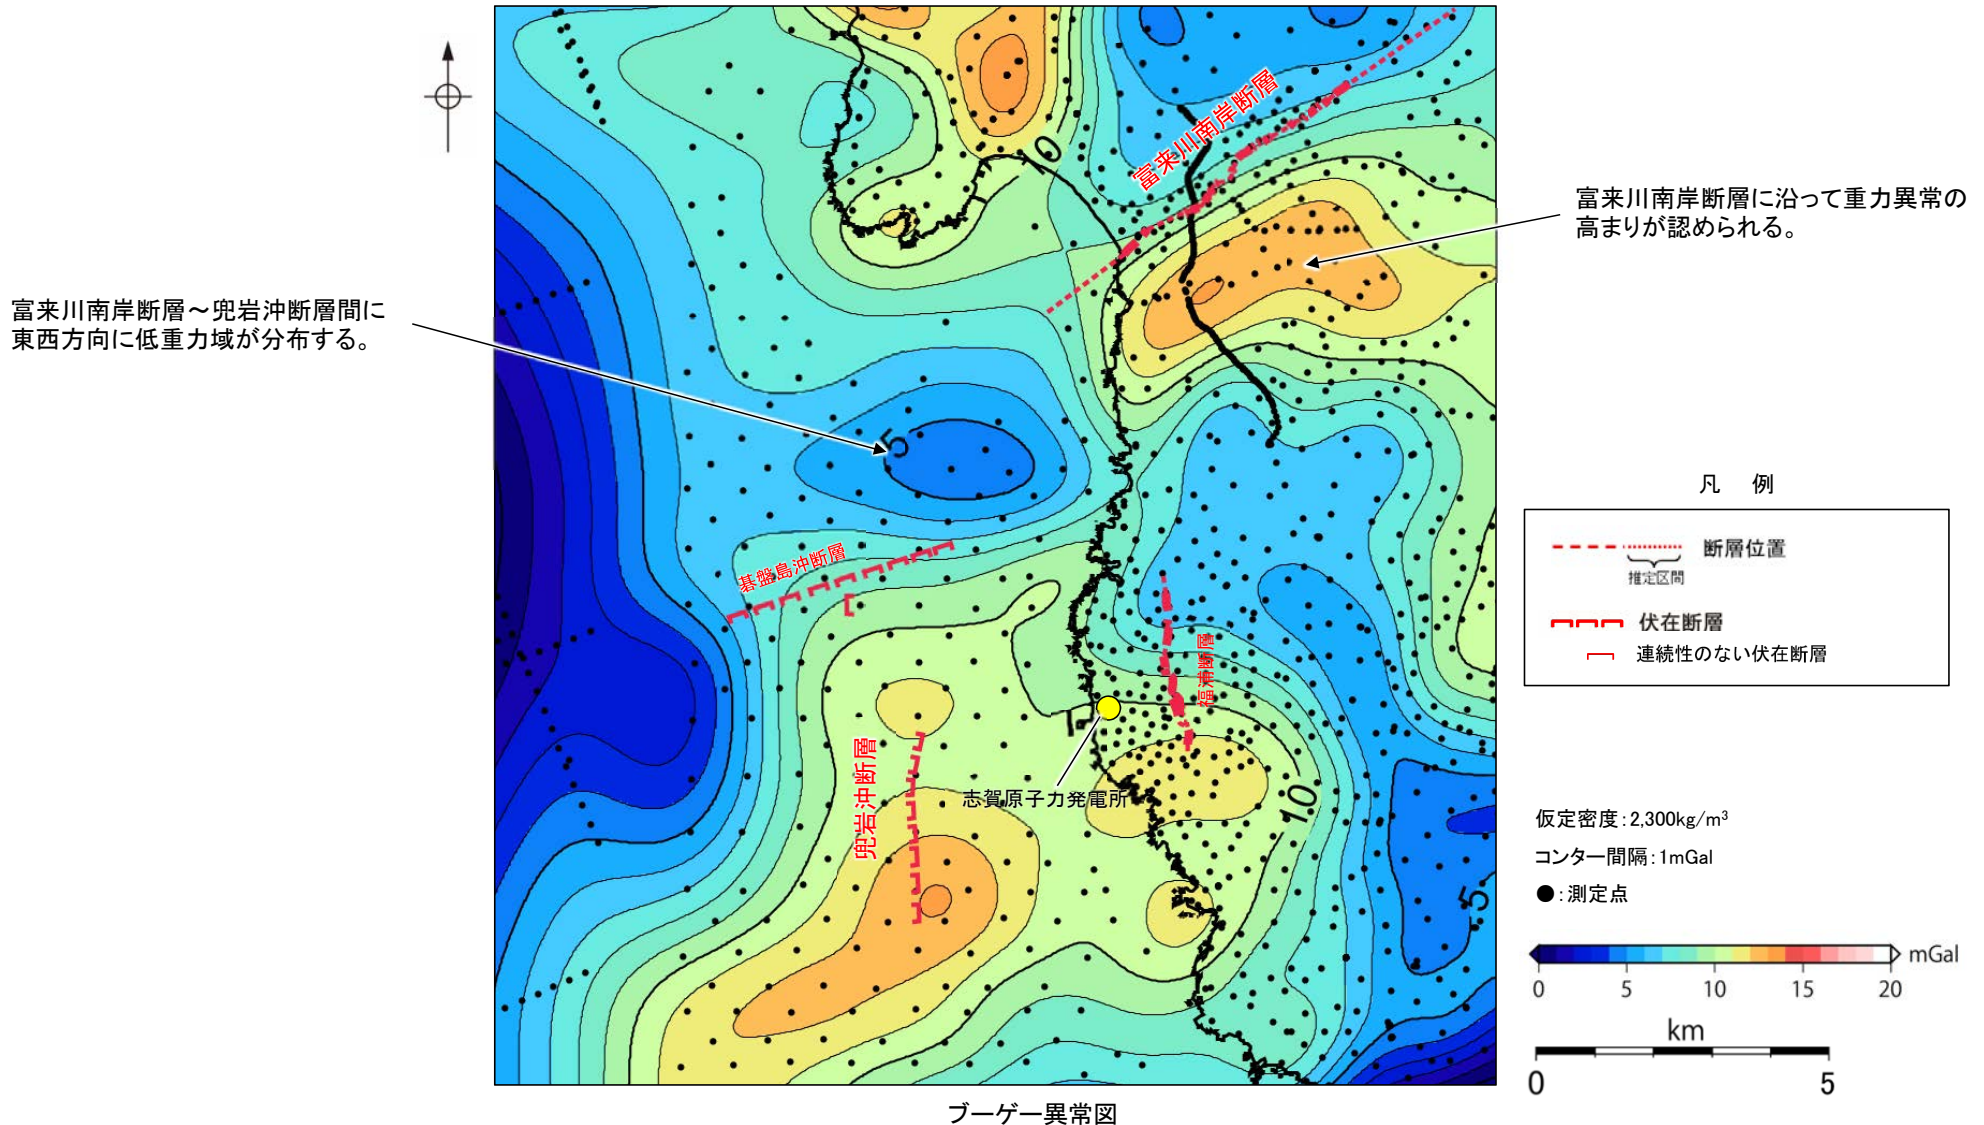 富来川南岸断層
富来川南岸断層に沿って重力異常の
高まりが認められる。
富来川南岸断層～兜岩沖断層間に
東西方向に低重力域が分布する。
10
5
碁盤島沖断層
福浦断層
兜岩沖断層
志賀原子力発電所
10
5
凡　例
断層位置
推定区間
伏在断層
連続性のない伏在断層
仮定密度：2,300kg/m³
コンター間隔：1mGal
●：測定点
mGal
0 5 10 15 20
km
0 5
ブーゲー異常図